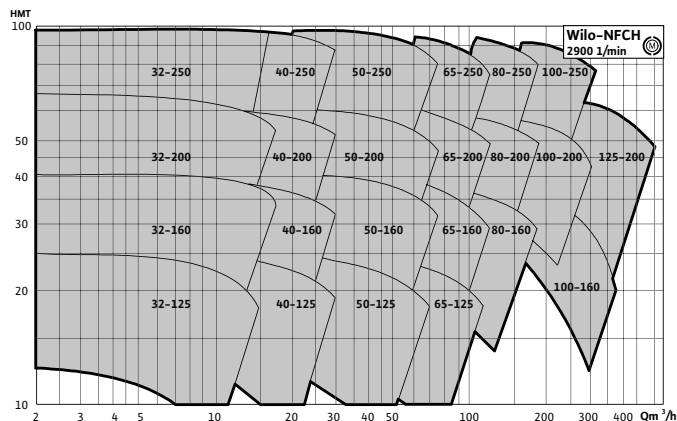 HMT
100
Wilo–NFCH
2900 1/min
M
32–250 40–250 50–250 65–250 80–250 100–250
50
32–200 40–200 50–200 65–200 80–200 100–200 125–200
40
30
32–160 40–160 50–160 65–160 80–160
20
100–160
32–125 40–125 50–125 65–125
10
2 3 4 5 10 20 30 40 50 100 200 300 400 Qm³/h